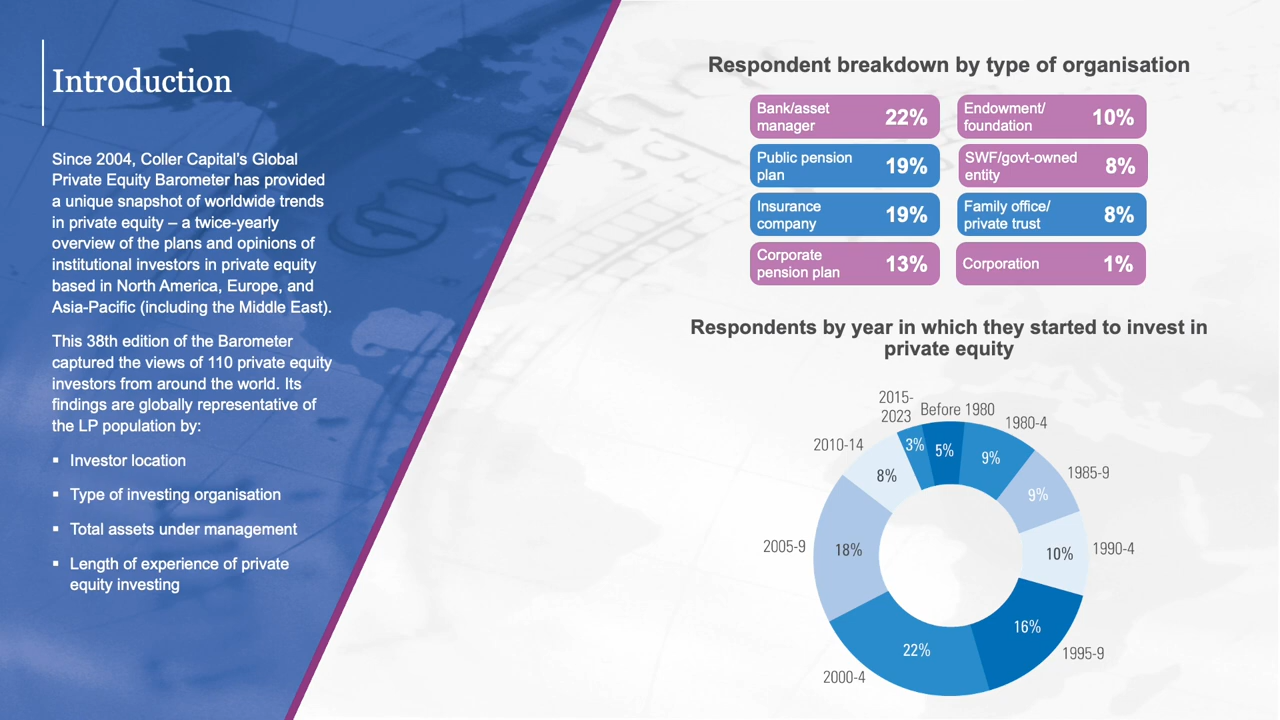 Introduction
Since 2004, Coller Capital's Global
Private Equity Barometer has provided
a unique snapshot of worldwide trends
in private equity – a twice-yearly
overview of the plans and opinions of
institutional investors in private equity
based in North America, Europe, and
Asia-Pacific (including the Middle East).
This 38th edition of the Barometer
captured the views of 110 private equity
investors from around the world. Its
findings are globally representative of
the LP population by:
▪ Investor location
▪ Type of investing organisation
▪ Total assets under management
▪ Length of experience of private
equity investing
Respondent breakdown by type of organisation
Bank/asset
manager
22%
Endowment/
foundation
10%
Public pension
plan
19%
SWF/govt-owned
entity
8%
Insurance
company
19%
Family office/
private trust
8%
Corporate
pension plan
13%
Corporation
1%
Respondents by year in which they started to invest in
private equity
2015-
2023
3%
Before 1980
5%
1980-4
9%
1985-9
9%
1990-4
10%
1995-9
16%
2000-4
22%
2005-9
18%
2010-14
8%